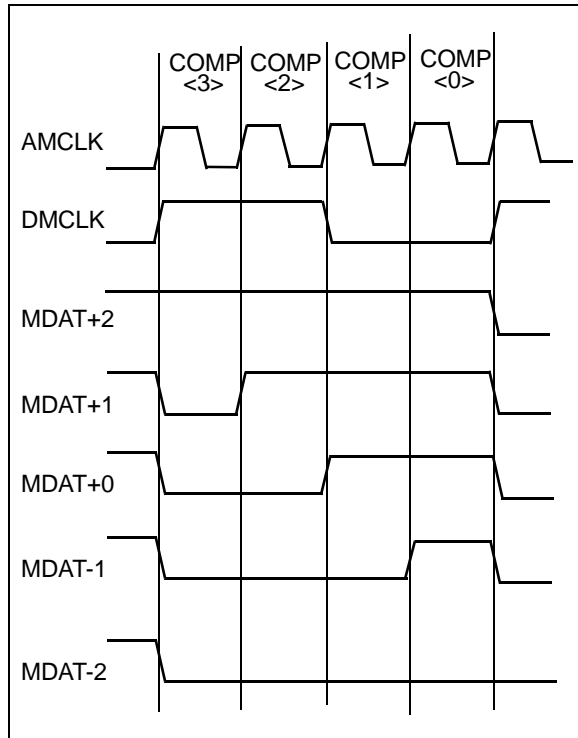 COMP COMP COMP COMP
<3> <2> <1> <0>
AMCLK
DMCLK
MDAT+2
MDAT+1
MDAT+0
MDAT-1
MDAT-2